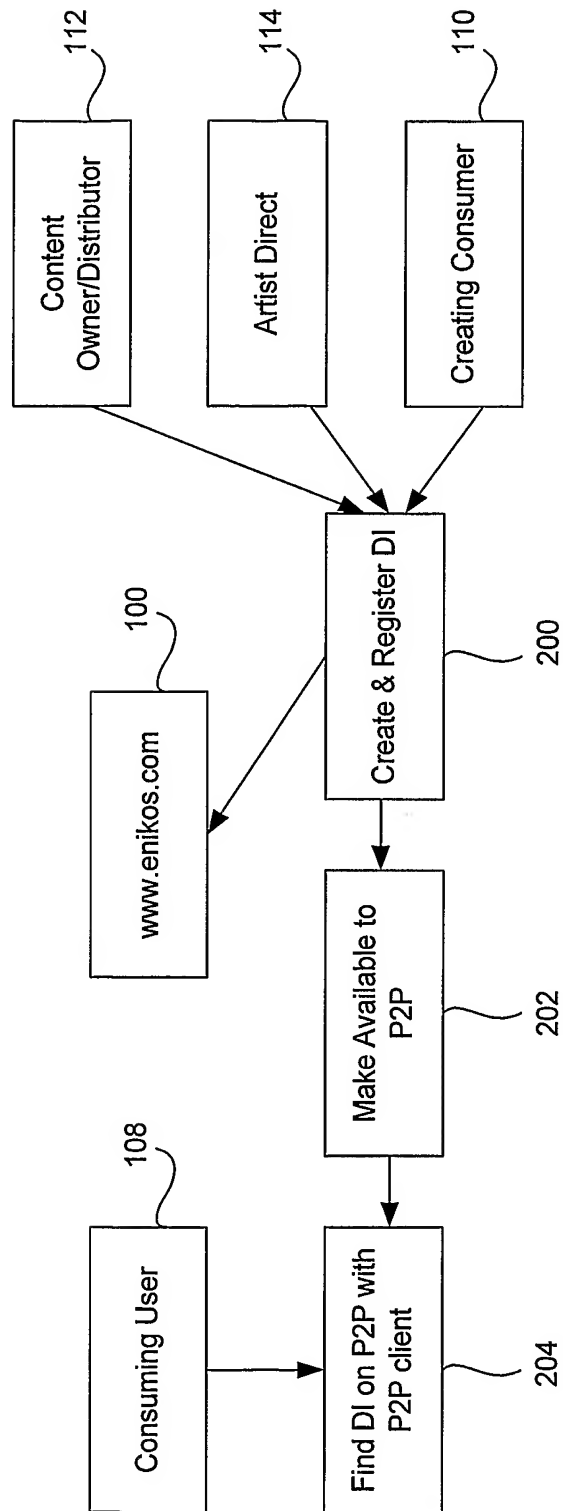 Consuming User
108
www.enikos.com
100
Content
Owner/Distributor
112
Artist Direct
114
Creating Consumer
110
Find DI on P2P with
P2P client
204
Make Available to
P2P
202
Create & Register DI
200